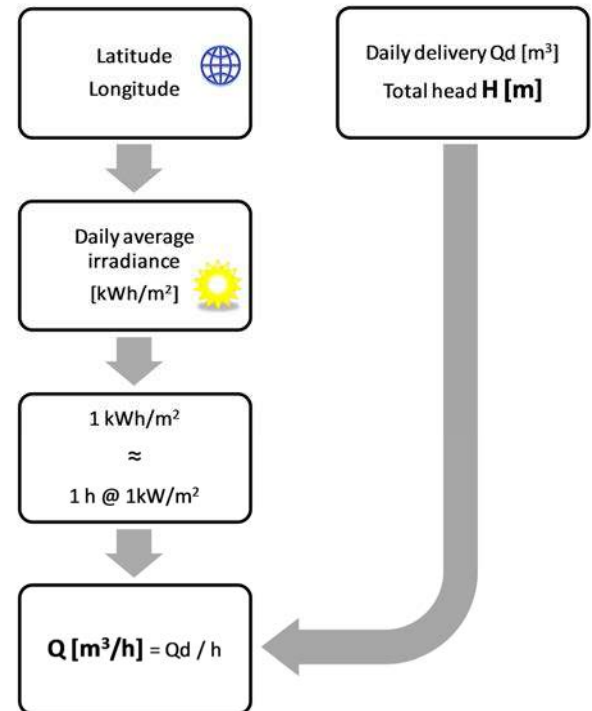 Latitude
Longitude
Daily delivery Qd [m³]
Total head H [m]
Daily average
irradiance
[kWh/m²]
1 kWh/m²
≈
1 h @ 1kW/m²
Q [m³/h] = Qd / h